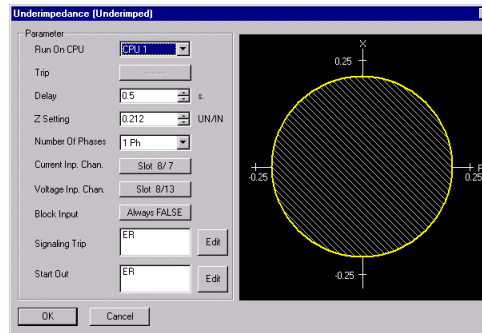 Underimpedance (Underimped)
Parameter
Run On CPU CPU 1
Trip ..........
Delay 0.5 s.
Z Setting 0.212 UN/IN
Number Of Phases 1 Ph
Current Inp. Chan. Slot 8/ 7
Voltage Inp. Chan. Slot 8/13
Block Input Always FALSE
Signaling Trip ER Edit
Start Out ER Edit
OK Cancel
X
0.25
-0.25
0.25
-0.25